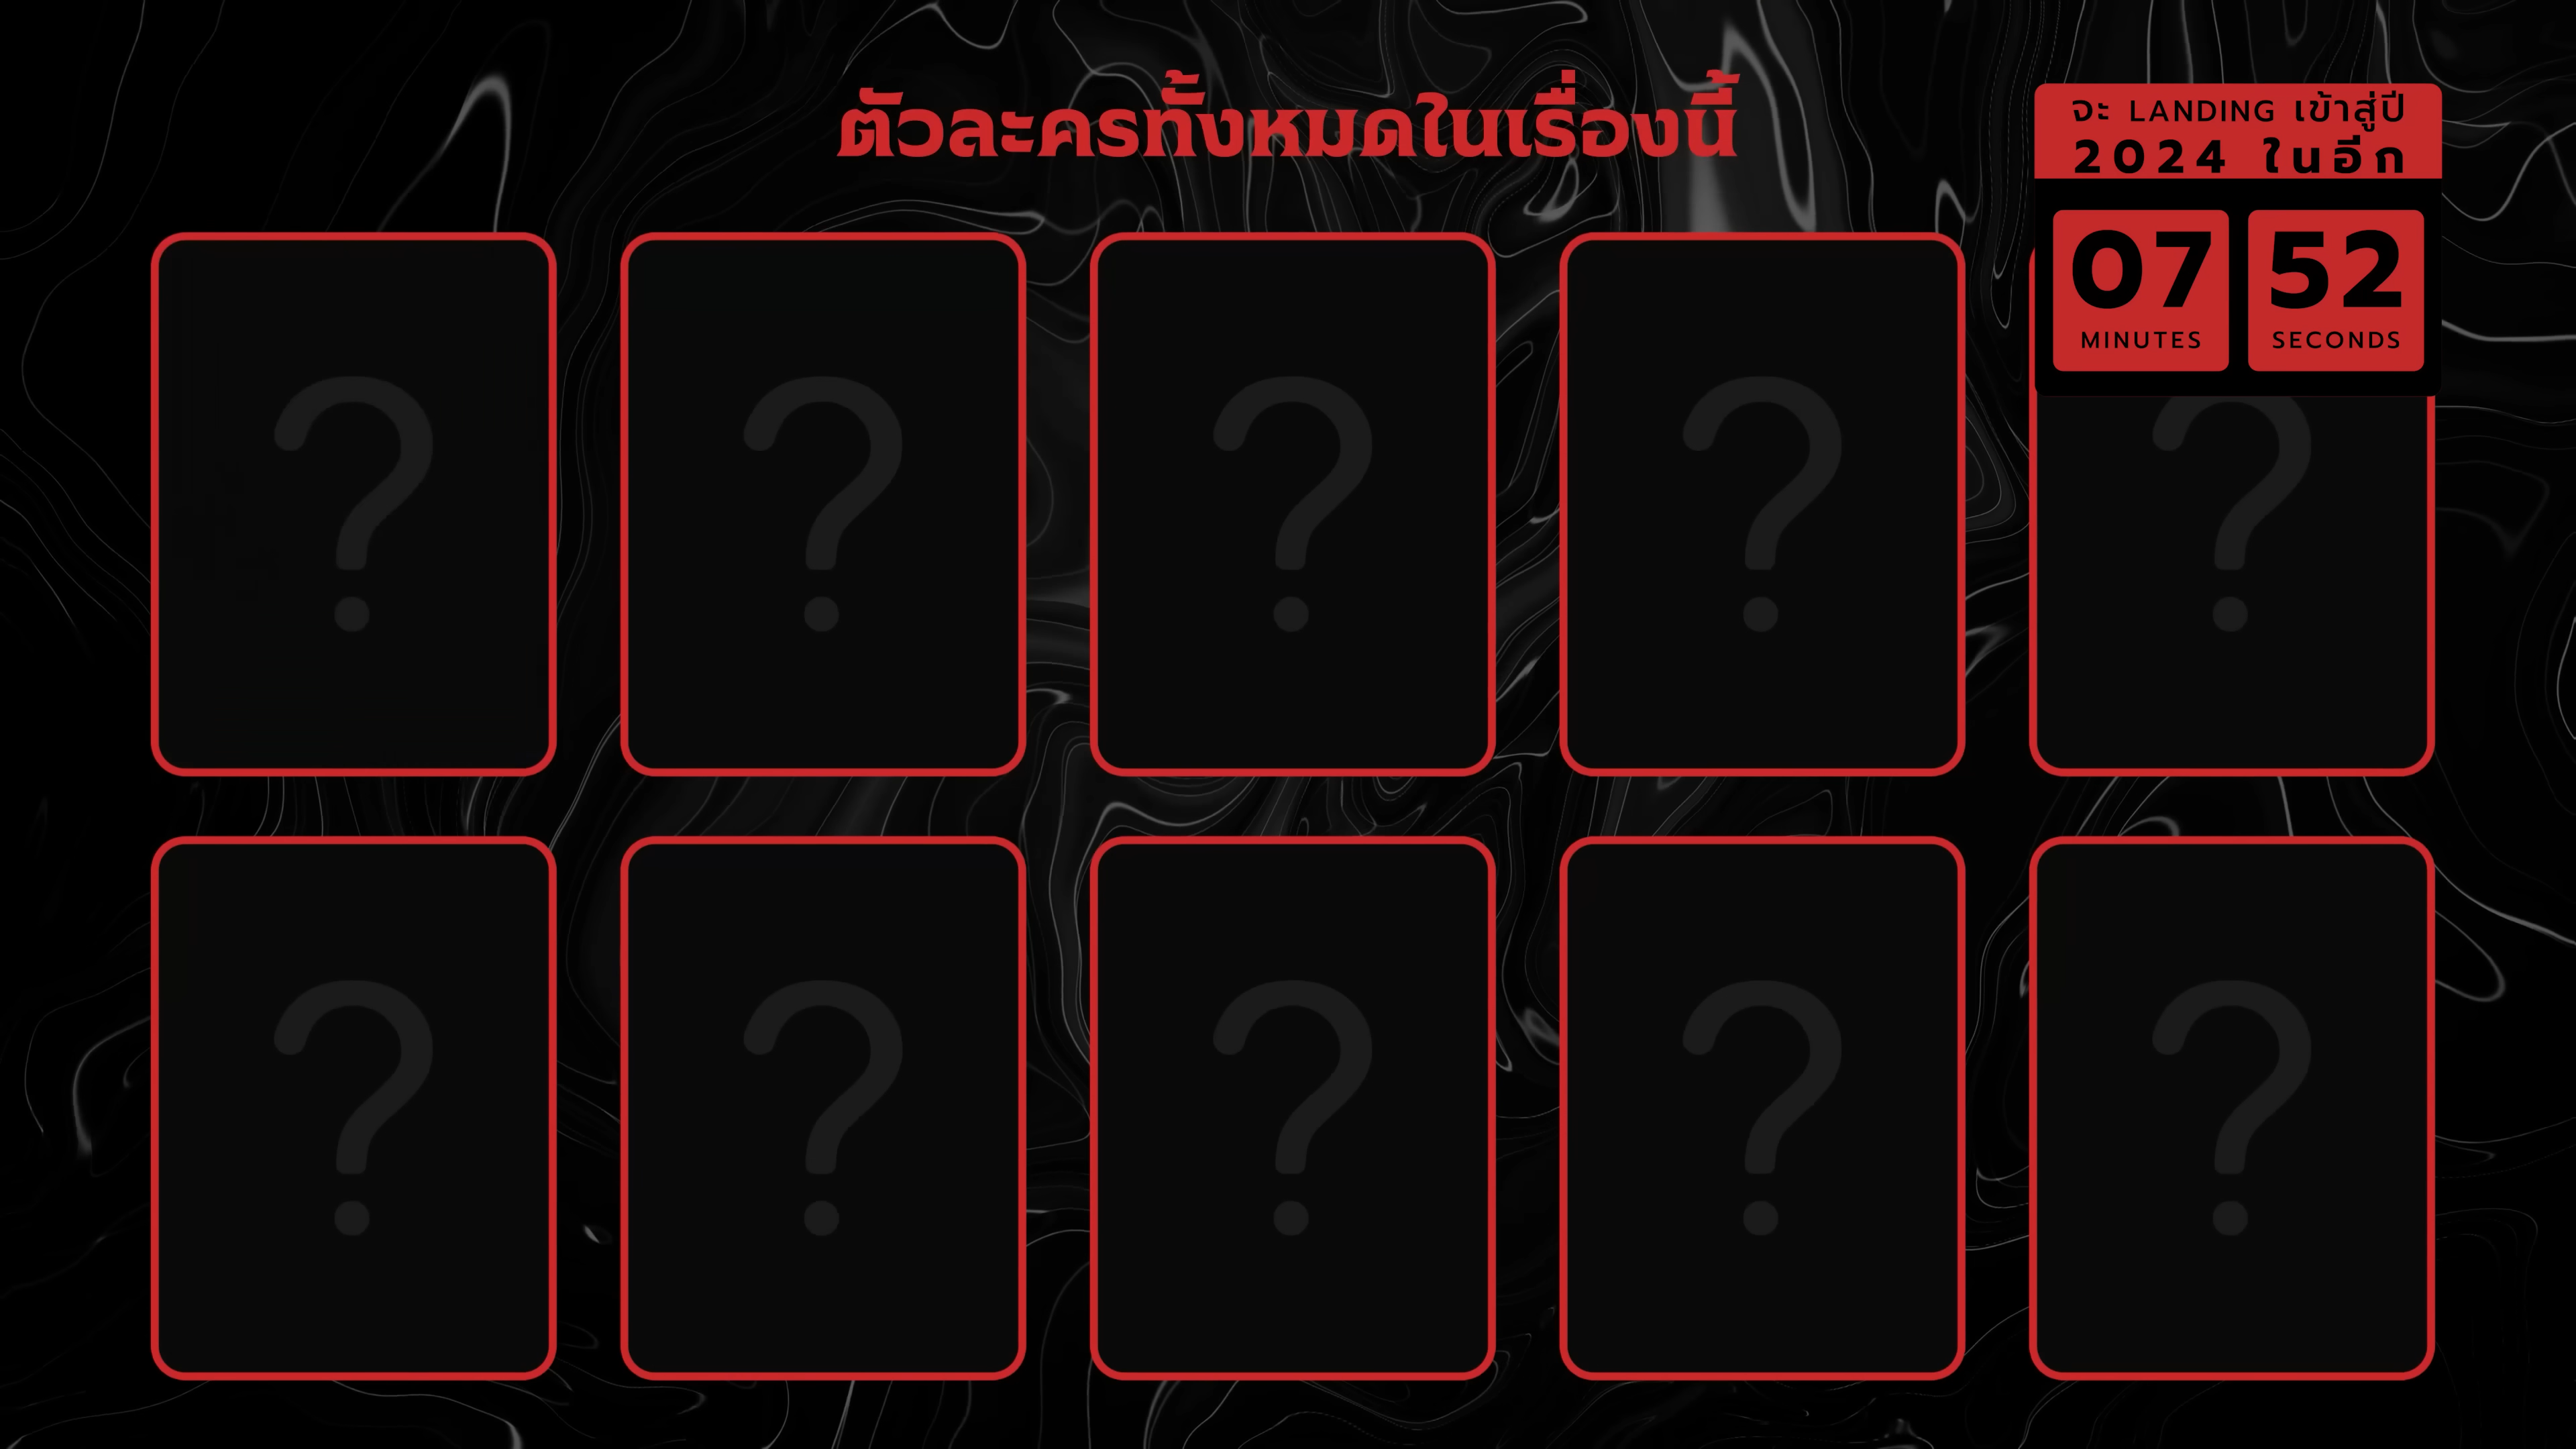 ตัวละครทั้งหมดในเรื่องนี้
จะ LANDING เข้าสู่ปี
2024 ในอีก
07 52
MINUTES SECONDS
? ? ? ? ?
? ? ? ? ?